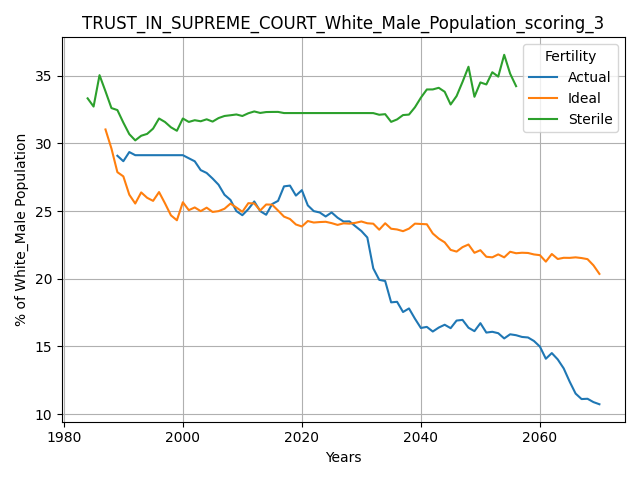 TRUST_IN_SUPREME_COURT_White_Male_Population_scoring_3
% of White_Male Population
35
30
25
20
15
10
1980
2000
2020
2040
2060
Years
Fertility
Actual
Ideal
Sterile